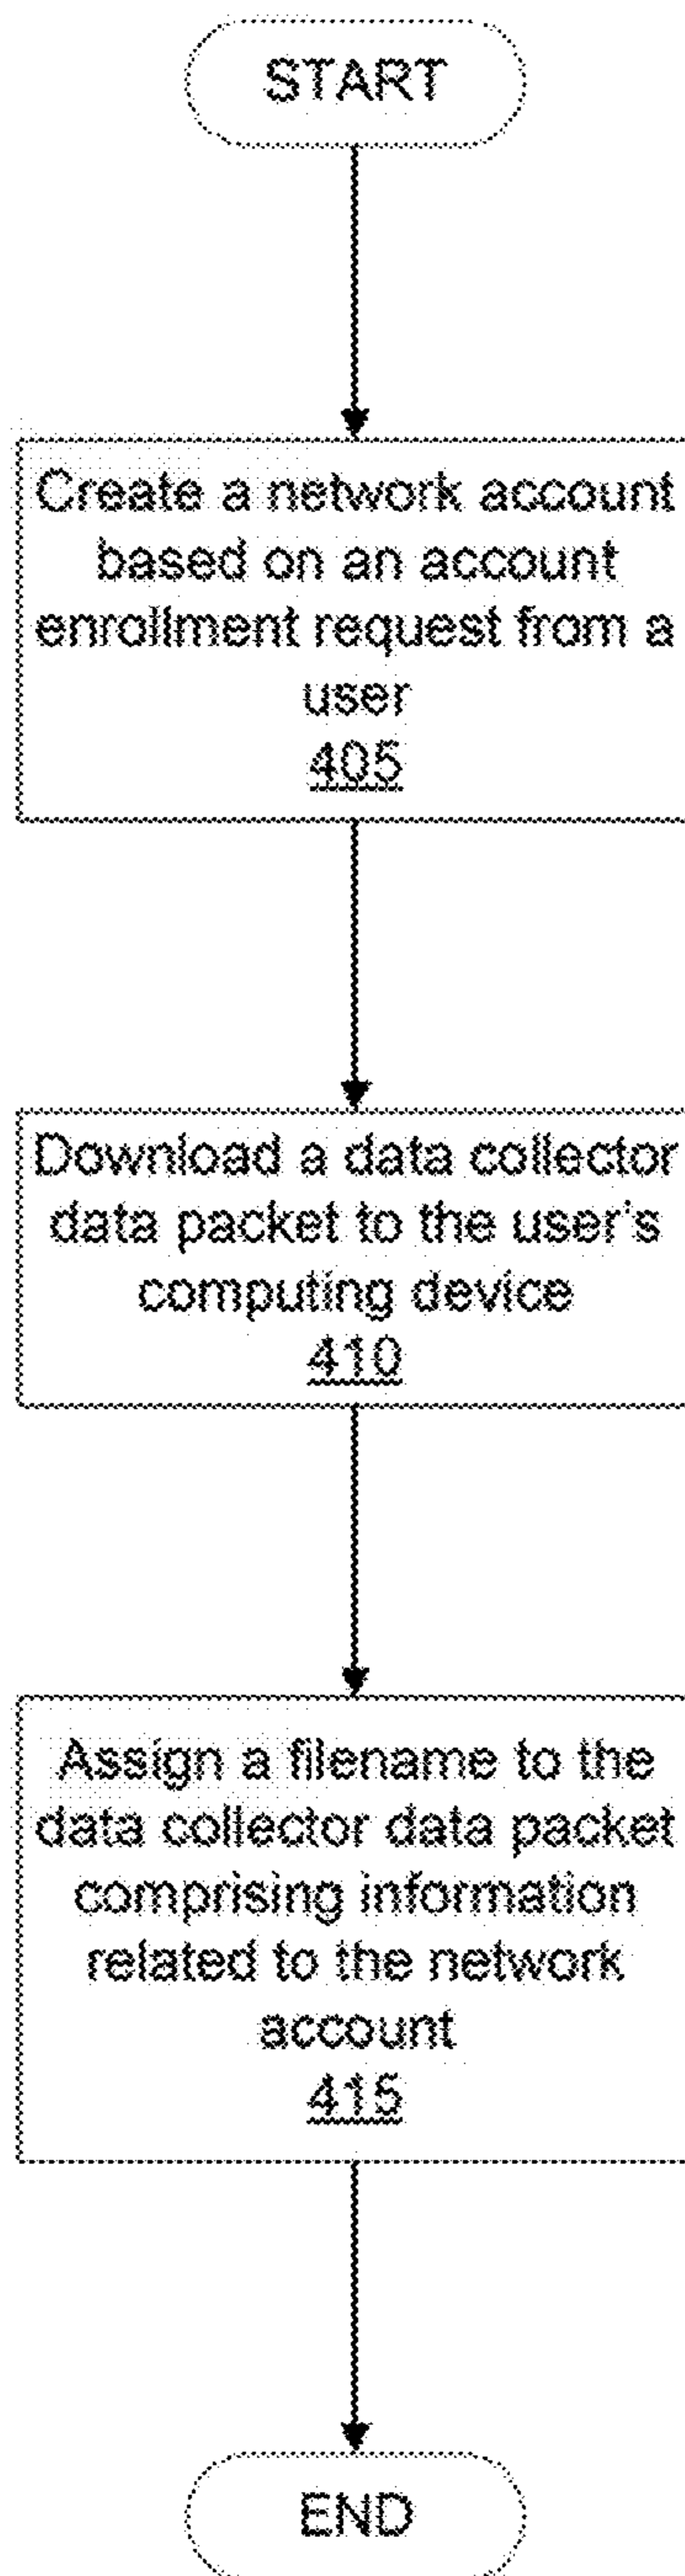 START
Create a network account
based on an account
enrollment request from a
user
405
Download a data collector
data packet to the user's
computing device
410
Assign a filename to the
data collector data packet
comprising information
related to the network
account
415
END